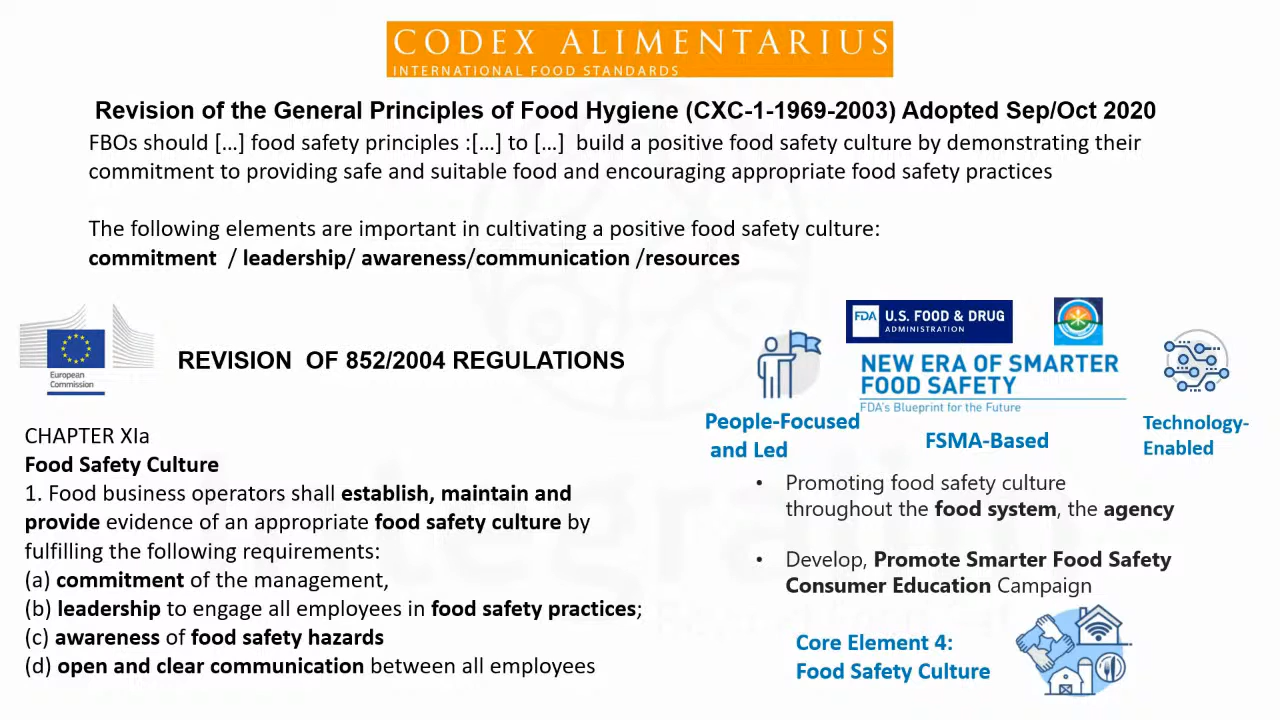 CODEX ALIMENTARIUS
INTERNATIONAL FOOD STANDARDS
Revision of the General Principles of Food Hygiene (CXC-1-1969-2003) Adopted Sep/Oct 2020
FBOs should [...] food safety principles :[...] to [...] build a positive food safety culture by demonstrating their
commitment to providing safe and suitable food and encouraging appropriate food safety practices
The following elements are important in cultivating a positive food safety culture:
commitment / leadership/ awareness/communication /resources
European
Commission
REVISION OF 852/2004 REGULATIONS
CHAPTER XIa
Food Safety Culture
1. Food business operators shall establish, maintain and
provide evidence of an appropriate food safety culture by
fulfilling the following requirements:
(a) commitment of the management,
(b) leadership to engage all employees in food safety practices;
(c) awareness of food safety hazards
(d) open and clear communication between all employees
FDA U.S. FOOD & DRUG
ADMINISTRATION
NEW ERA OF SMARTER
FOOD SAFETY
FDA's Blueprint for the Future
People-Focused
and Led
FSMA-Based
Technology-
Enabled
• Promoting food safety culture
throughout the food system, the agency
• Develop, Promote Smarter Food Safety
Consumer Education Campaign
Core Element 4:
Food Safety Culture